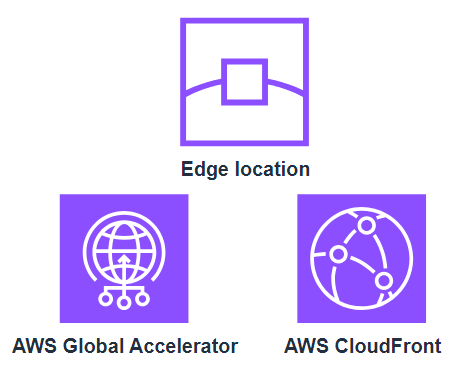 Edge location
AWS Global Accelerator
AWS CloudFront